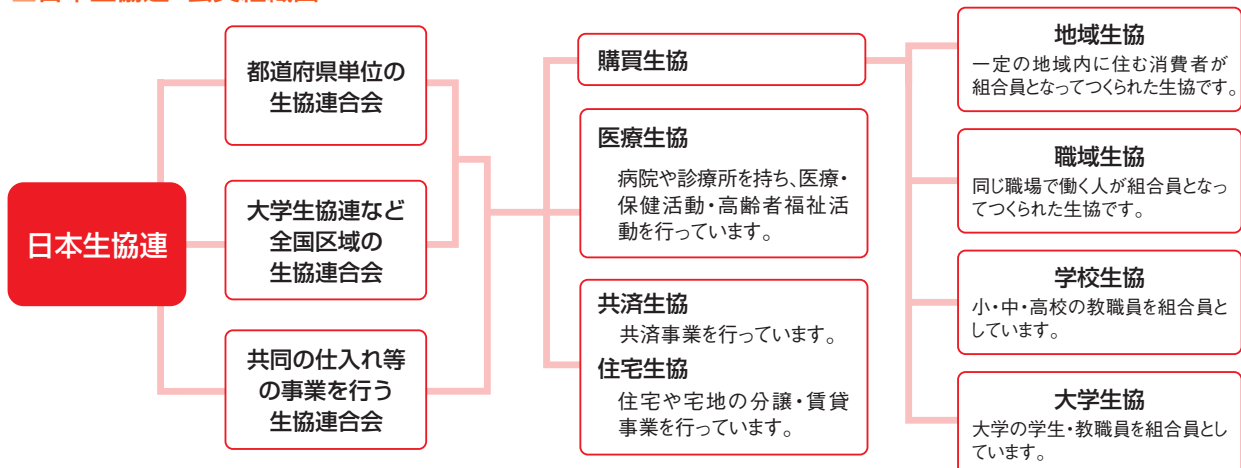 日本生協連
都道府県単位の
生協連合会
大学生協連など
全国区域の
生協連合会
共同の仕入れ等
の事業を行う
生協連合会
購買生協
医療生協
病院や診療所を持ち、医療・
保健活動・高齢者福祉活
動を行っています。
共済生協
共済事業を行っています。
住宅生協
住宅や宅地の分譲・賃貸
事業を行っています。
地域生協
一定の地域内に住む消費者が
組合員となってつくられた生協です。
職域生協
同じ職場で働く人が組合員となっ
てつくられた生協です。
学校生協
小・中・高校の教職員を組合員と
しています。
大学生協
大学の学生・教職員を組合員とし
ています。